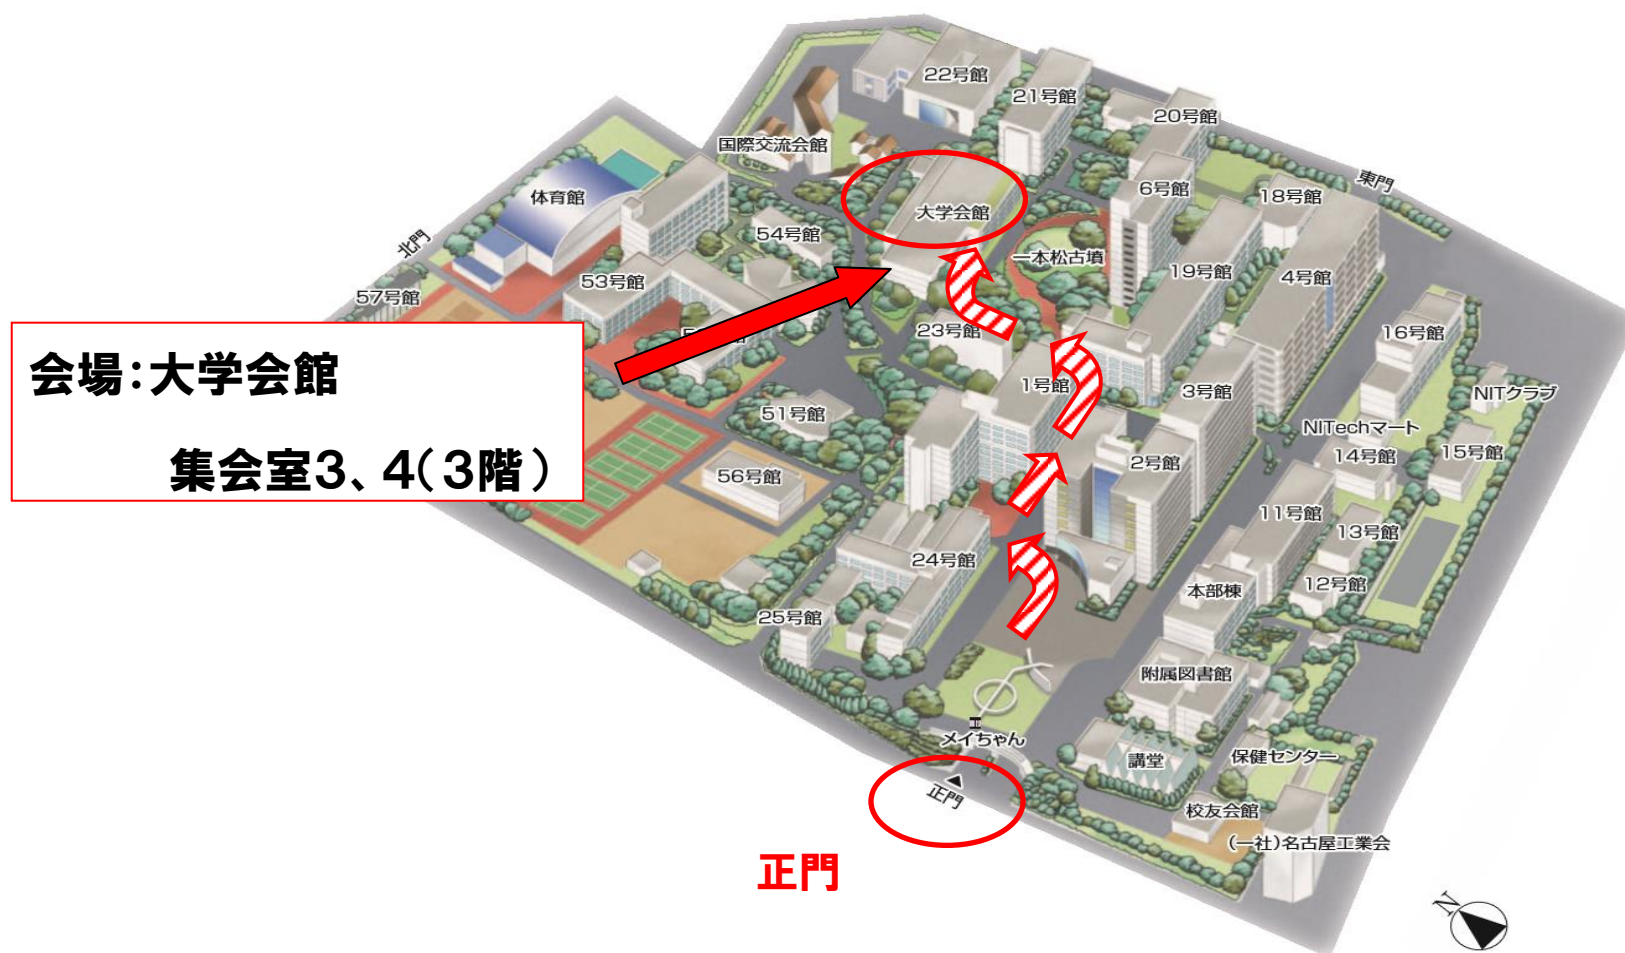 22号館
21号館
20号館
国際交流会館
体育館
大学会館
6号館
18号館
東門
北門
54号館
一本松古墳
19号館
4号館
53号館
57号館
23号館
16号館
会場:大学会館
集会室3、4(3階)
1号館
3号館
NITクラブ
51号館
NITechマート
2号館
14号館
15号館
56号館
11号館
13号館
24号館
本部棟
12号館
25号館
附属図書館
メイちゃん
講堂
保健センター
正門
校友会館
(一社)名古屋工業会
正門
N